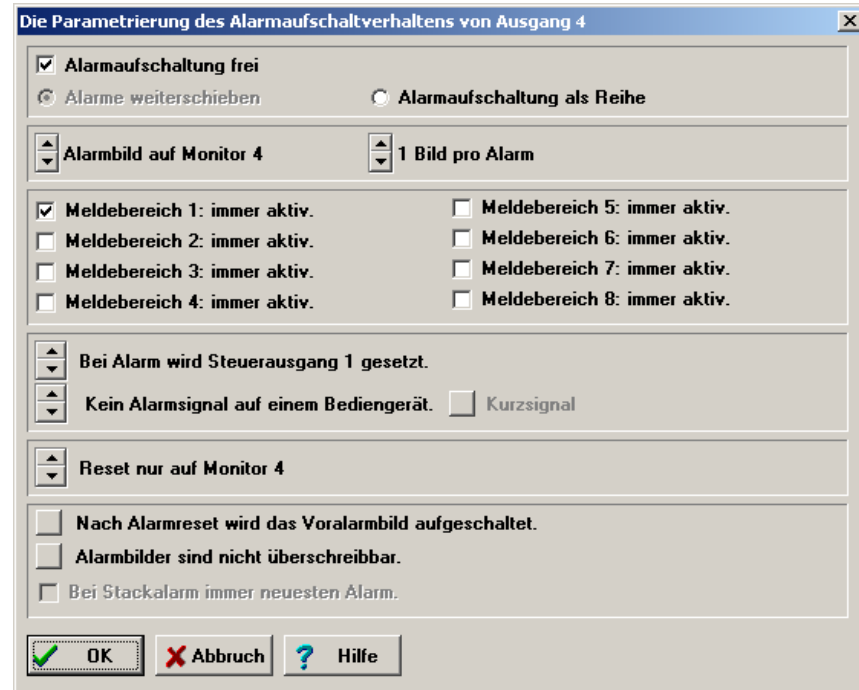 Die Parametrierung des Alarmaufschaltverhaltens von Ausgang 4
Alarmaufschaltung frei
Alarme weiterschieben
Alarmaufschaltung als Reihe
Alarmbild auf Monitor 4
1 Bild pro Alarm
Meldebereich 1: immer aktiv.
Meldebereich 2: immer aktiv.
Meldebereich 3: immer aktiv.
Meldebereich 4: immer aktiv.
Meldebereich 5: immer aktiv.
Meldebereich 6: immer aktiv.
Meldebereich 7: immer aktiv.
Meldebereich 8: immer aktiv.
Bei Alarm wird Steuerausgang 1 gesetzt.
Kein Alarmsignal auf einem Bediengerät.
Kurzsignal
Reset nur auf Monitor 4
Nach Alarmreset wird das Voralarmbild aufgeschaltet.
Alarmbilder sind nicht überschreibbar.
Bei Stackalarm immer neuesten Alarm.
OK
Abbruch
Hilfe